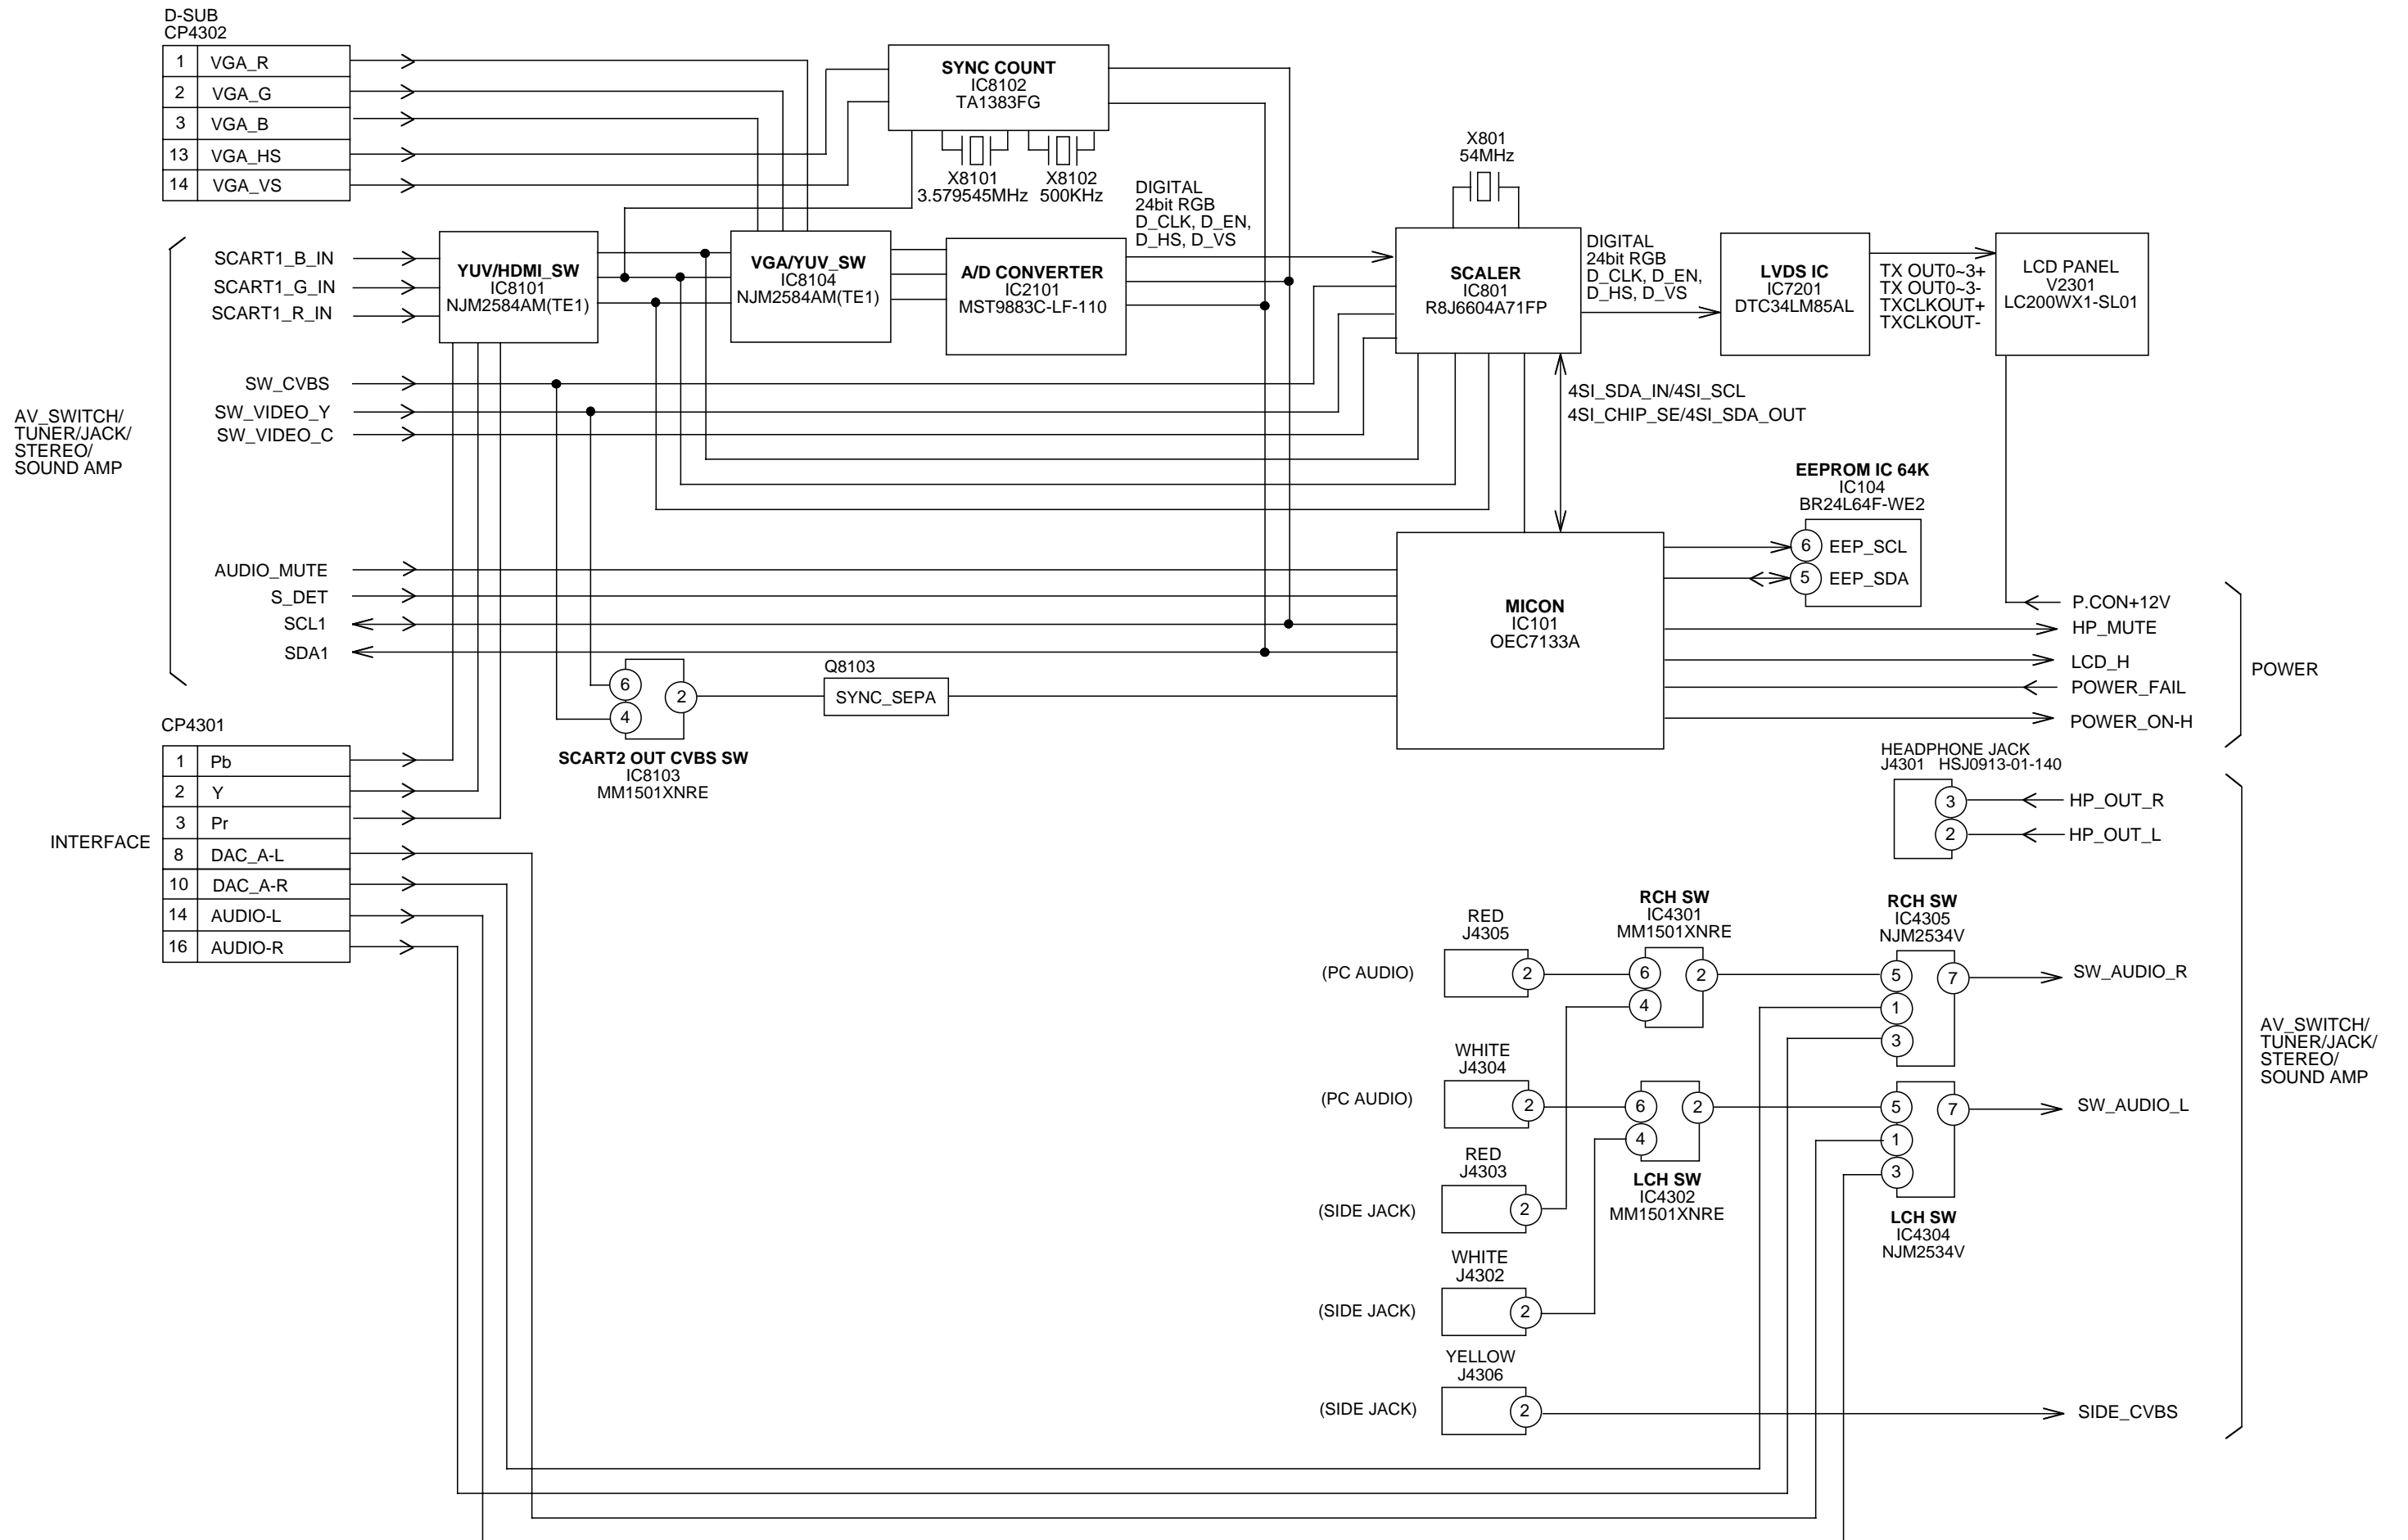 D-SUB
CP4302
1 VGA_R
2 VGA_G
3 VGA_B
13 VGA_HS
14 VGA_VS
SYNC COUNT
IC8102
TA1383FG
X8101
3.579545MHz
X8102
500KHz
SCART1_B_IN
SCART1_G_IN
SCART1_R_IN
YUV/HDMI_SW
IC8101
NJM2584AM(TE1)
VGA/YUV_SW
IC8104
NJM2584AM(TE1)
A/D CONVERTER
IC2101
MST9883C-LF-110
DIGITAL
24bit RGB
D_CLK, D_EN,
D_HS, D_VS
X801
54MHz
SCALER
IC801
R8J6604A71FP
DIGITAL
24bit RGB
D_CLK, D_EN,
D_HS, D_VS
LVDS IC
IC7201
DTC34LM85AL
TX OUT0~3+
TX OUT0~3-
TXCLKOUT+
TXCLKOUT-
LCD PANEL
V2301
LC200WX1-SL01
SW_CVBS
SW_VIDEO_Y
SW_VIDEO_C
AV_SWITCH/
TUNER/JACK/
STEREO/
SOUND AMP
4SI_SDA_IN/4SI_SCL
4SI_CHIP_SE/4SI_SDA_OUT
EEPROM IC 64K
IC104
BR24L64F-WE2
6 EEP_SCL
5 EEP_SDA
AUDIO_MUTE
S_DET
SCL1
SDA1
MICON
IC101
OEC7133A
P.CON+12V
HP_MUTE
LCD_H
POWER_FAIL
POWER_ON-H
POWER
6
4
2
SCART2 OUT CVBS SW
IC8103
MM1501XNRE
Q8103
SYNC_SEPA
CP4301
INTERFACE
1 Pb
2 Y
3 Pr
8 DAC_A-L
10 DAC_A-R
14 AUDIO-L
16 AUDIO-R
HEADPHONE JACK
J4301 HSJ0913-01-140
3 HP_OUT_R
2 HP_OUT_L
(PC AUDIO)
RED
J4305
2
RCH SW
IC4301
MM1501XNRE
6
4
2
RCH SW
IC4305
NJM2534V
5
1
3
7
SW_AUDIO_R
(PC AUDIO)
WHITE
J4304
2
6
4
2
LCH SW
IC4302
MM1501XNRE
5
1
3
7
LCH SW
IC4304
NJM2534V
SW_AUDIO_L
AV_SWITCH/
TUNER/JACK/
STEREO/
SOUND AMP
(SIDE JACK)
RED
J4303
2
(SIDE JACK)
WHITE
J4302
2
(SIDE JACK)
YELLOW
J4306
2
SIDE_CVBS